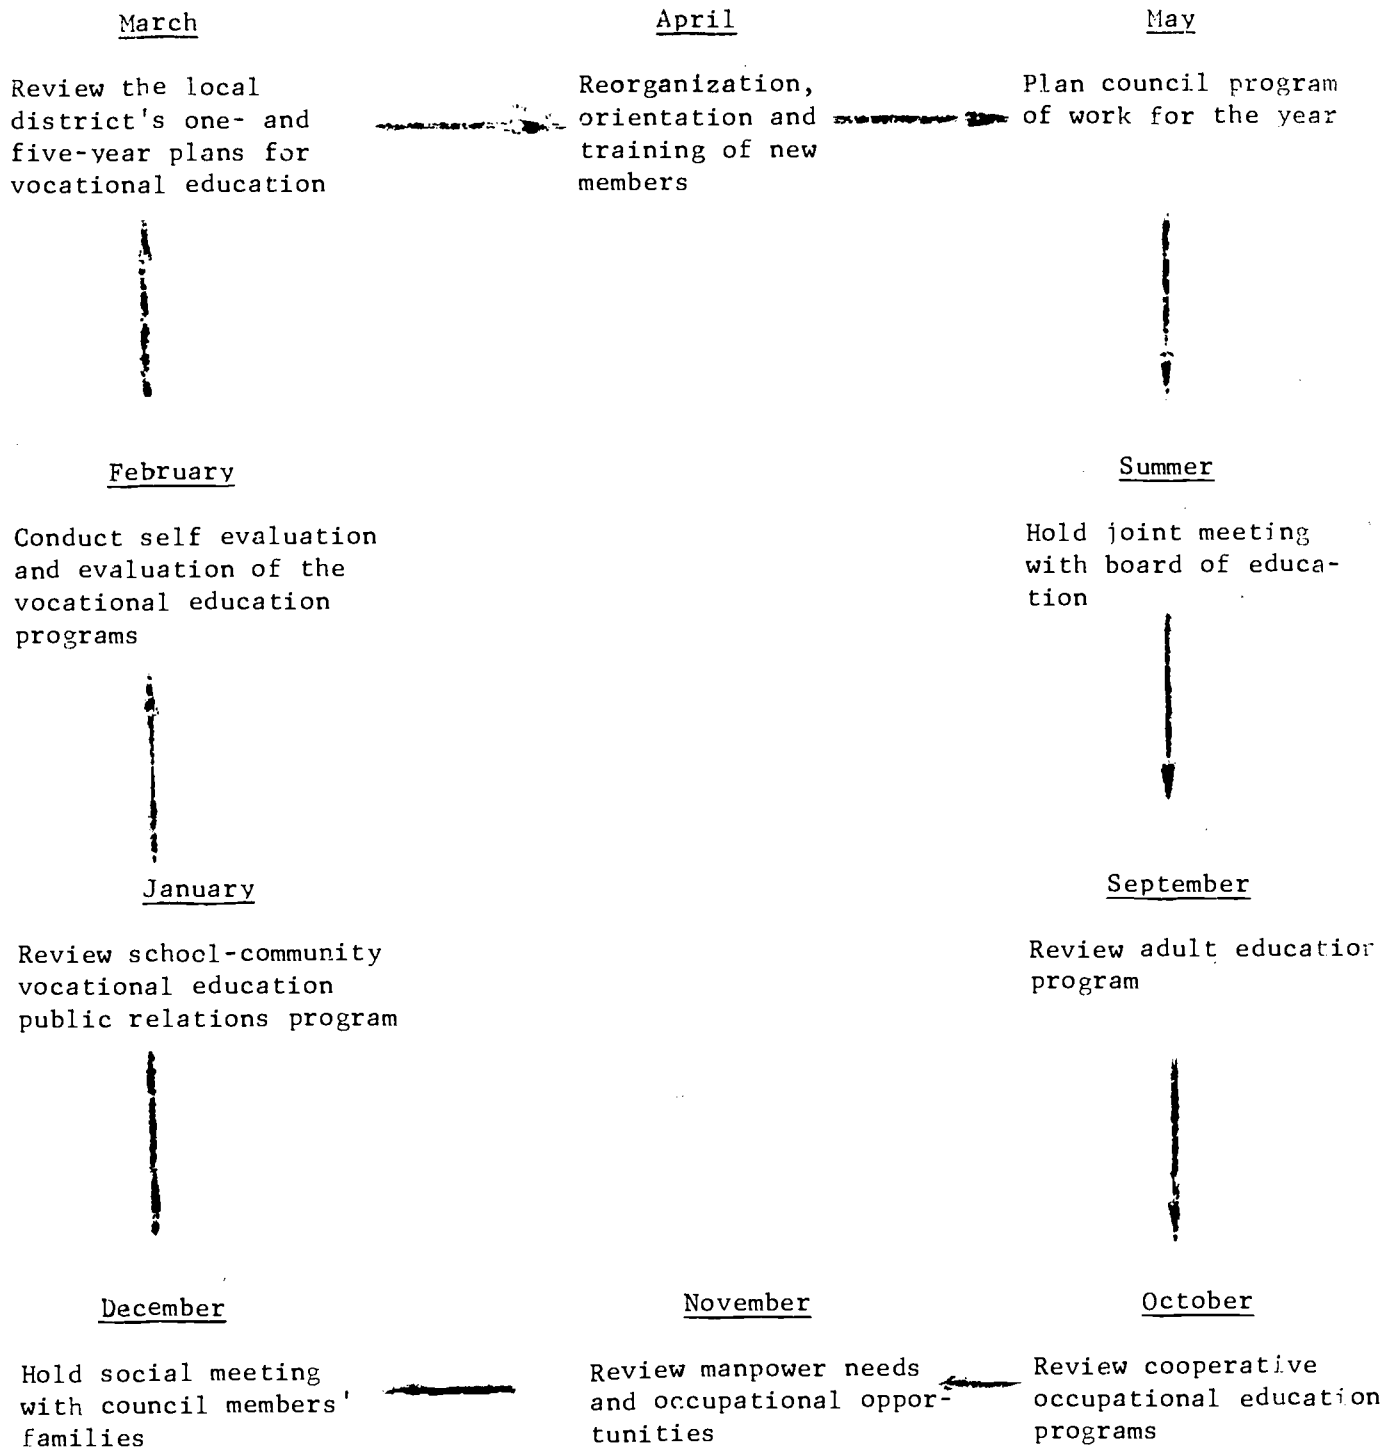 March
Review the local
district's one- and
five-year plans for
vocational education
April
Reorganization,
orientation and
training of new
members
May
Plan council program
of work for the year
February
Conduct self evaluation
and evaluation of the
vocational education
programs
Summer
Hold joint meeting
with board of educa-
tion
January
Review school-community
vocational education
public relations program
September
Review adult education
program
December
Hold social meeting
with council members'
families
November
Review manpower needs
and occupational oppor-
tunities
October
Review cooperative
occupational education
programs